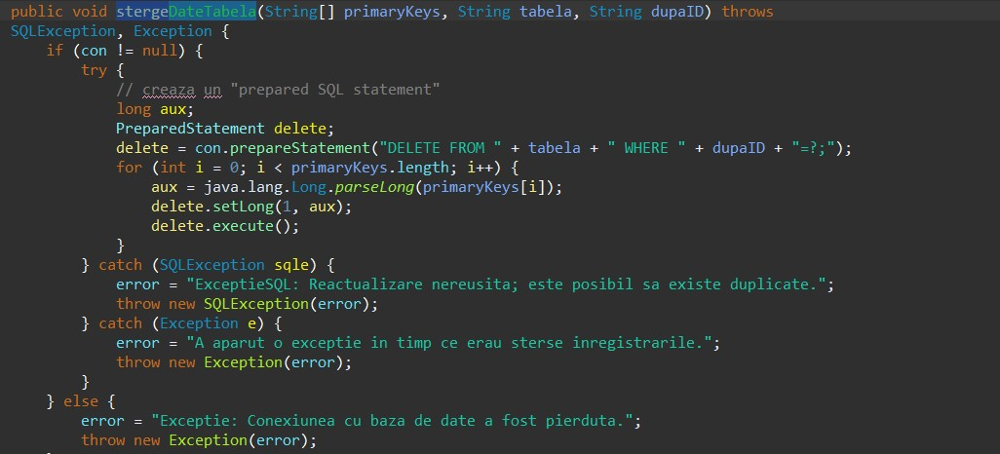 public void stergeDateTabela(String[] primaryKeys, String tabela, String dupaID) throws
SQLException, Exception {
    if (con != null) {
        try {
            // creaza un "prepared SQL statement"
            long aux;
            PreparedStatement delete;
            delete = con.prepareStatement("DELETE FROM " + tabela + " WHERE " + dupaID + "=?;");
            for (int i = 0; i < primaryKeys.length; i++) {
                aux = java.lang.Long.parseLong(primaryKeys[i]);
                delete.setLong(1, aux);
                delete.execute();
            }
        } catch (SQLException sqle) {
            error = "ExceptieSQL: Reactualizare nereusita; este posibil sa existe duplicate.";
            throw new SQLException(error);
        } catch (Exception e) {
            error = "A aparut o exceptie in timp ce erau sterse inregistrarile.";
            throw new Exception(error);
        }
    } else {
        error = "Exceptie: Conexiunea cu baza de date a fost pierduta.";
        throw new Exception(error);